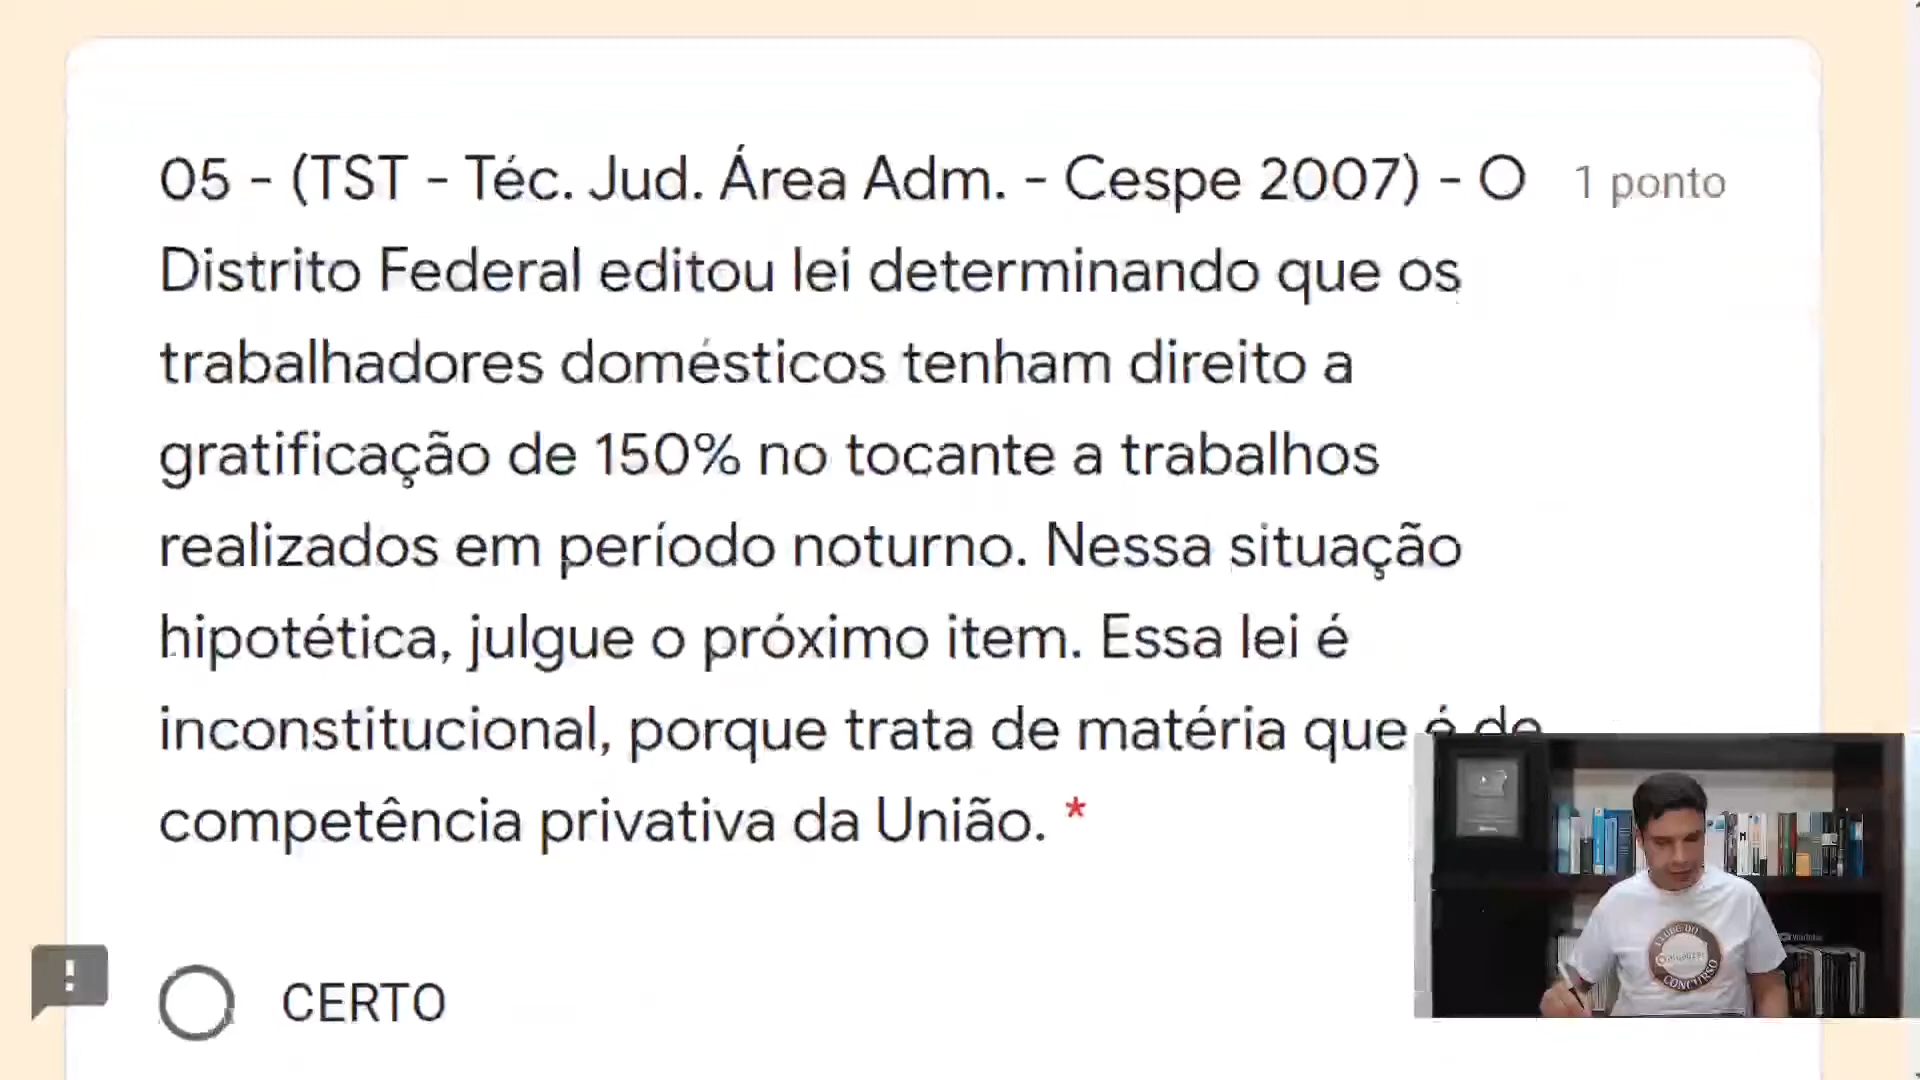 05 - (TST - Téc. Jud. Área Adm. - Cespe 2007) - O 1 ponto
Distrito Federal editou lei determinando que os
trabalhadores domésticos tenham direito a
gratificação de 150% no tocante a trabalhos
realizados em período noturno. Nessa situação
hipotética, julgue o próximo item. Essa lei é
inconstitucional, porque trata de matéria que é de
competência privativa da União. *
CERTO
CONCURSO